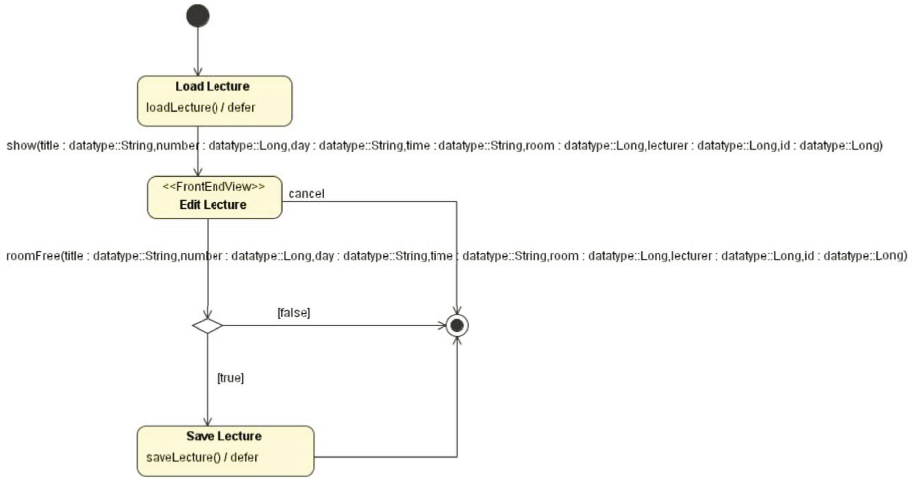 Load Lecture
loadLecture() / defer
show(title : datatype::String,number : datatype::Long,day : datatype::String,time : datatype::String,room : datatype::Long,lecturer : datatype::Long,id : datatype::Long)
<<FrontEndView>>
Edit Lecture
cancel
roomFree(title : datatype::String,number : datatype::Long,day : datatype::String,time : datatype::String,room : datatype::Long,lecturer : datatype::Long,id : datatype::Long)
[false]
[true]
Save Lecture
saveLecture() / defer